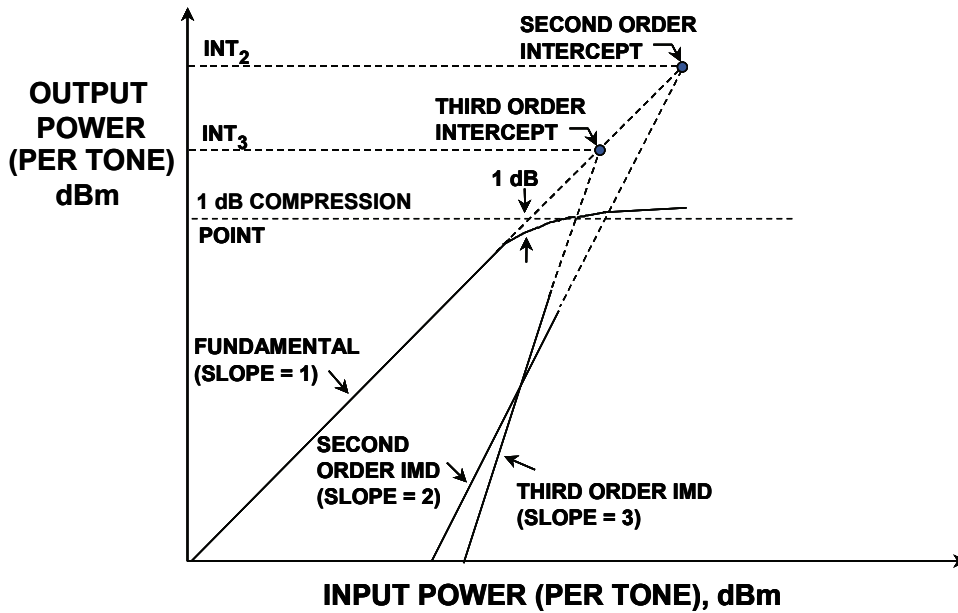 SECOND ORDER
INTERCEPT
INT2
OUTPUT
POWER
(PER TONE)
dBm
THIRD ORDER
INTERCEPT
INT3
1 dB
1 dB COMPRESSION
POINT
FUNDAMENTAL
(SLOPE = 1)
SECOND
ORDER IMD
(SLOPE = 2)
THIRD ORDER IMD
(SLOPE = 3)
INPUT POWER (PER TONE), dBm